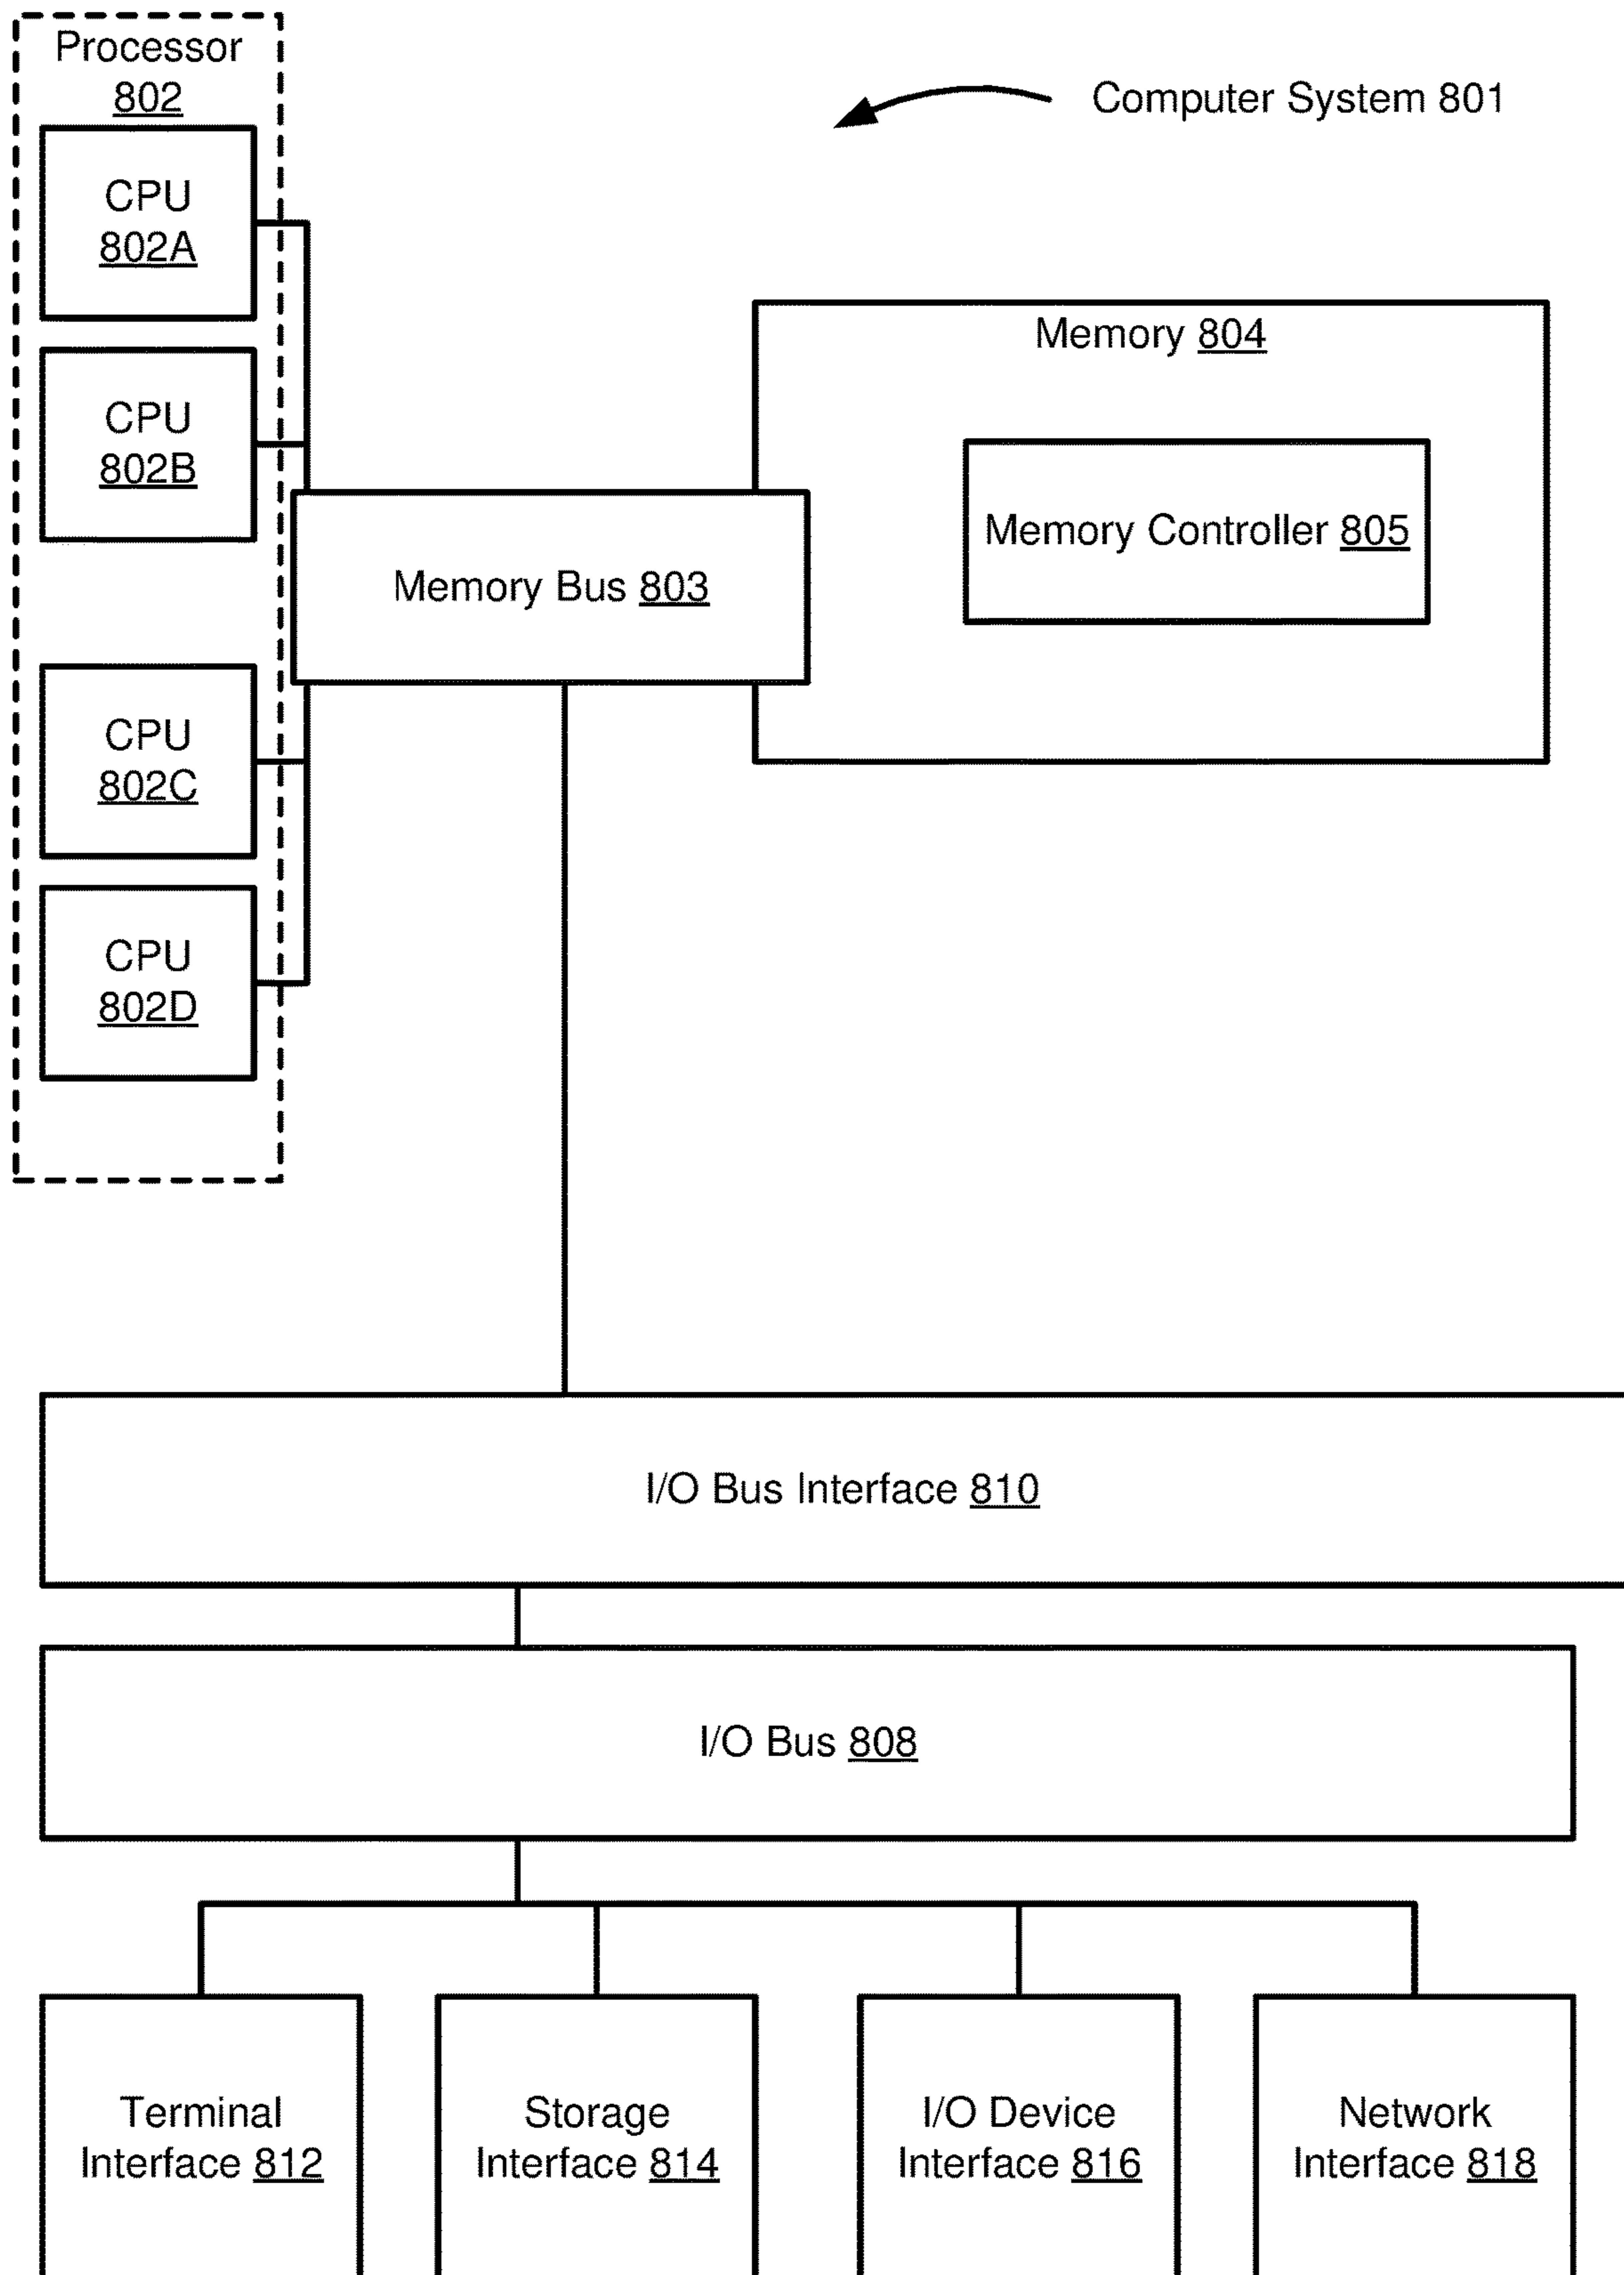 Processor
802
Computer System 801
CPU
802A
CPU
802B
Memory 804
Memory Controller 805
Memory Bus 803
CPU
802C
CPU
802D
I/O Bus Interface 810
I/O Bus 808
Terminal
Interface 812
Storage
Interface 814
I/O Device
Interface 816
Network
Interface 818